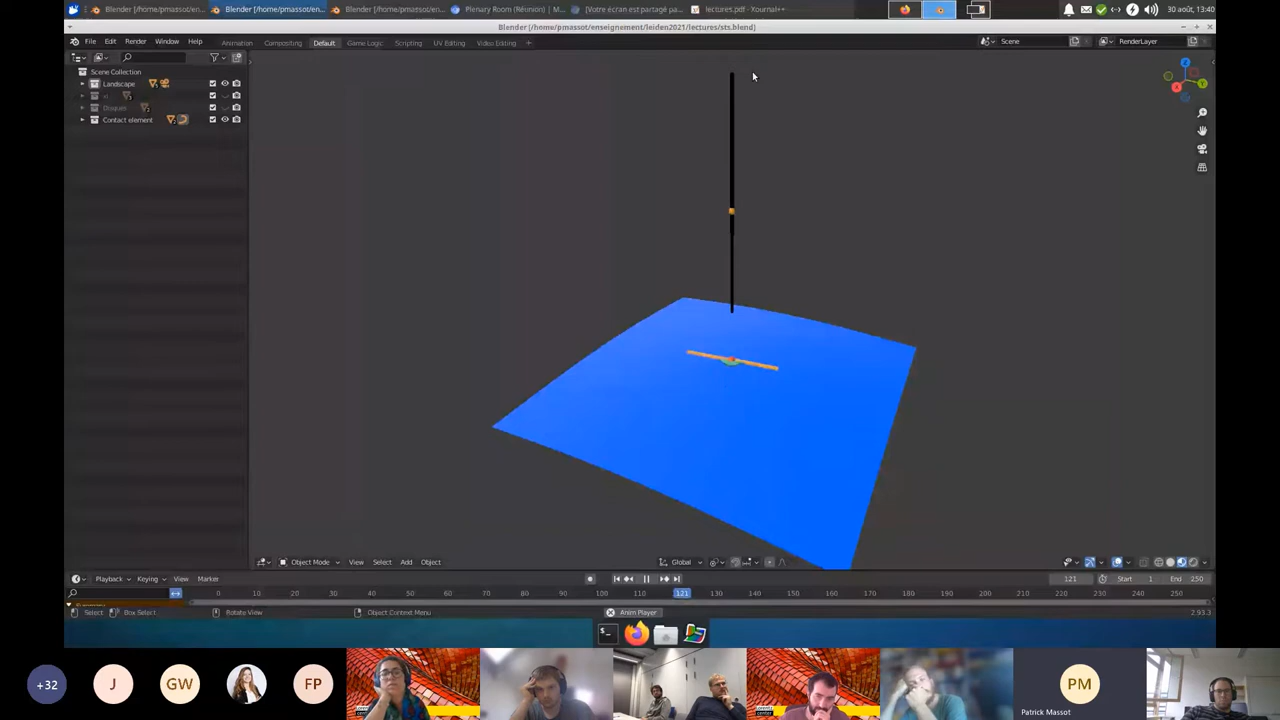 Blender [/home/pmassot/en...
Blender [/home/pmassot/en...
Blender [/home/pmassot/en...
Plenary Room (Réunion) | M...
[Votre écran est partagé pa...
lectures.pdf - Xournal++
30 août, 13:40
Blender [/home/pmassot/enseignement/leiden2021/lectures/sts.blend]
File Edit Render Window Help
Animation Compositing Default Game Logic Scripting UV Editing Video Editing +
Scene
RenderLayer
Scene Collection
Landscape
Disques
Contact element
Object Mode View Select Add Object
Global
Playback Keying View Marker
121
Start 1
End 250
0 10 20 30 40 50 60 70 80 90 100 110 121 130 140 150 160 170 180 190 200 210 220 230 240 250
Summary
Select Box Select Rotate View Object Context Menu
Anim Player
2.93.3
+32
J
GW
FP
PM
Patrick Massot